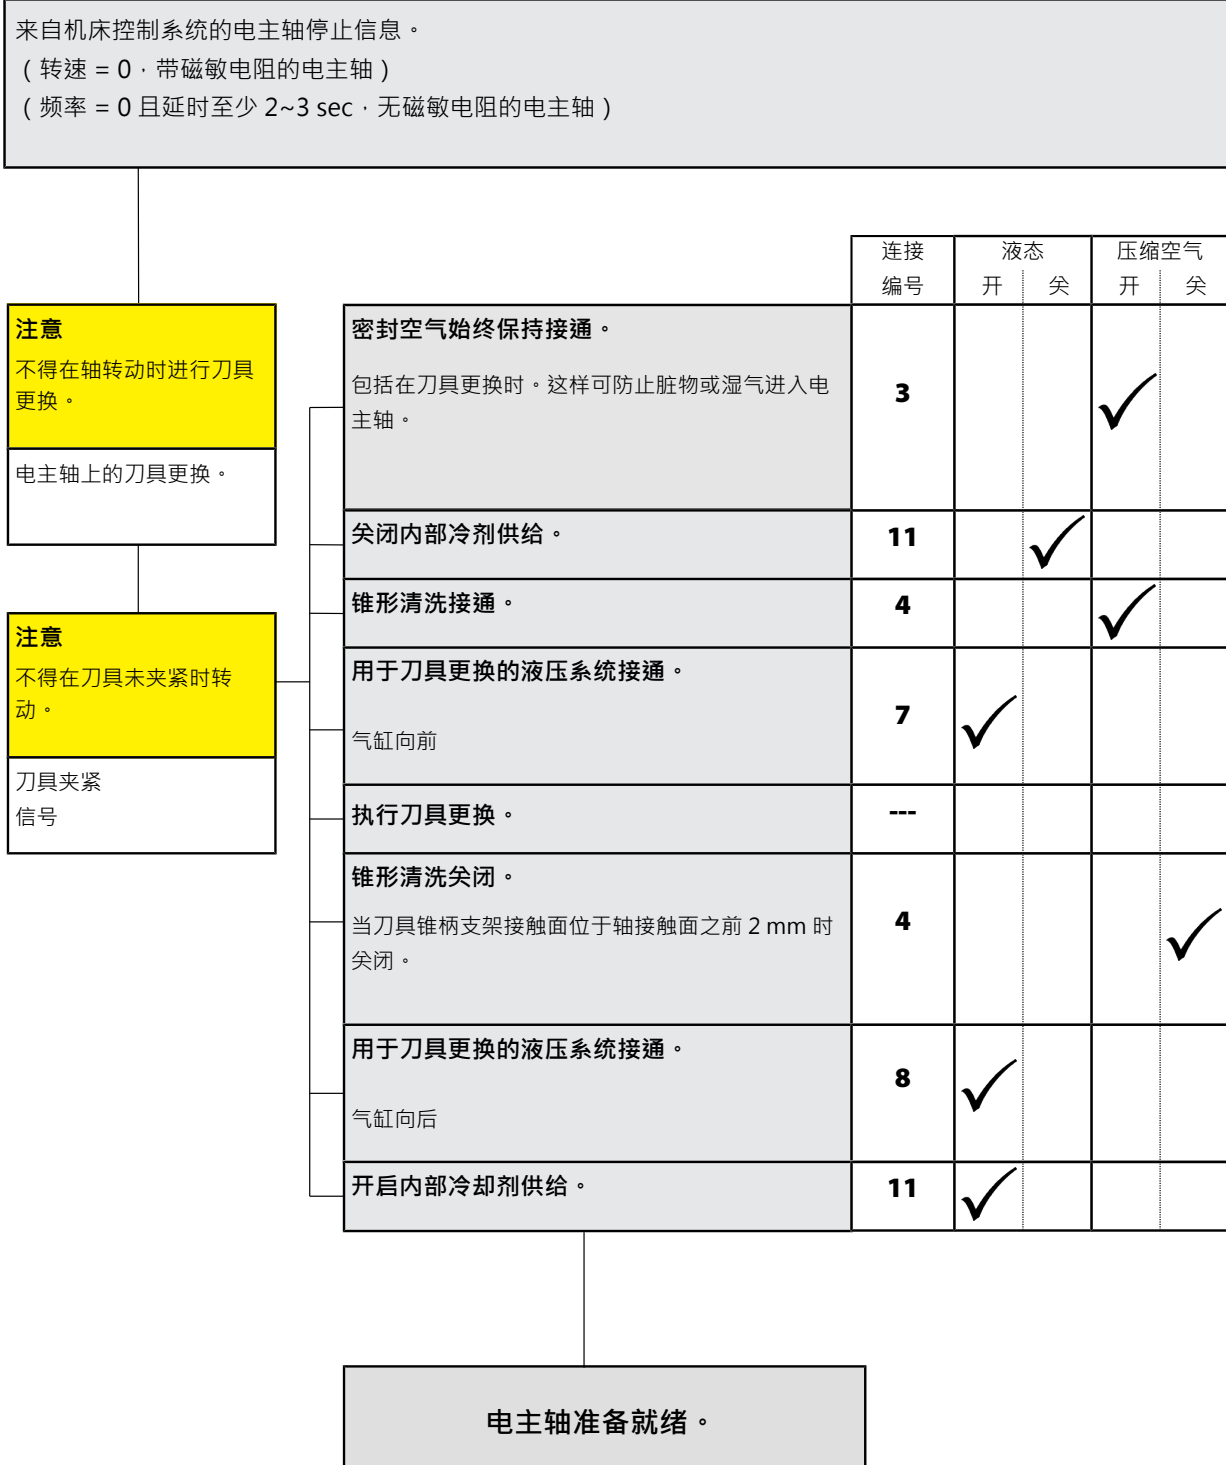 来自机床控制系统的电主轴停止信息。
（转速 = 0，带磁敏电阻的电主轴）
（频率 = 0 且延时至少 2~3 sec，无磁敏电阻的电主轴）
连接 液态 压缩空气
编号 开 关 开 关
注意
不得在轴转动时进行刀具
更换。
电主轴上的刀具更换。
注意
不得在刀具未夹紧时转
动。
刀具夹紧
信号
密封空气始终保持接通。
包括在刀具更换时。这样可防止脏物或湿气进入电
主轴。
3
关闭内部冷剂供给。 11
锥形清洗接通。 4
用于刀具更换的液压系统接通。
气缸向前
7
执行刀具更换。 ---
锥形清洗关闭。
当刀具锥柄支架接触面位于轴接触面之前 2 mm 时
关闭。
4
用于刀具更换的液压系统接通。
气缸向后
8
开启内部冷却剂供给。 11
电主轴准备就绪。